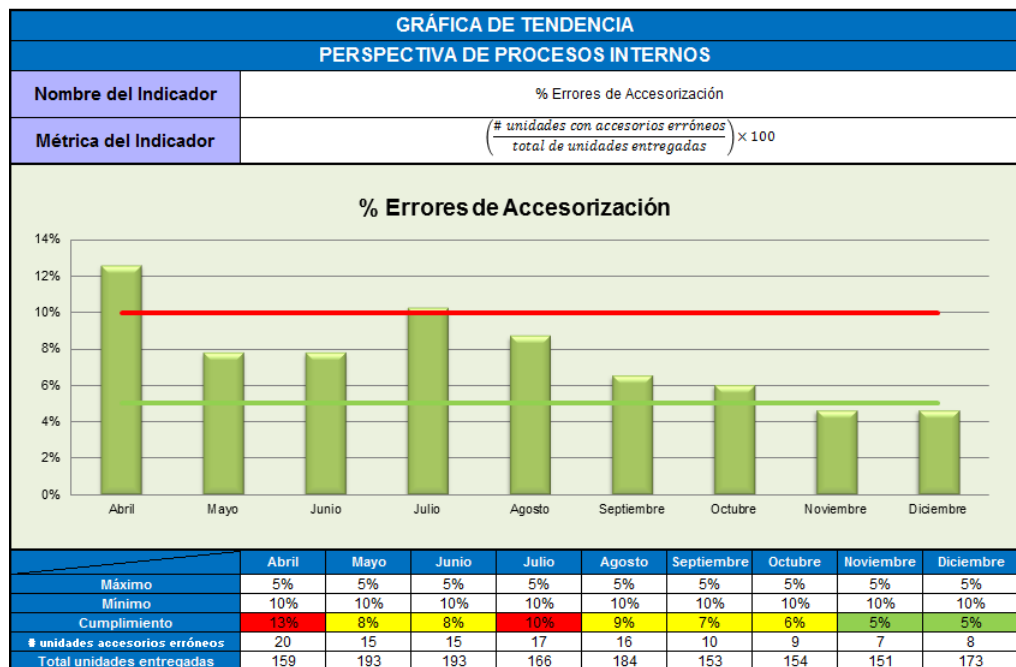 GRÁFICA DE TENDENCIA
PERSPECTIVA DE PROCESOS INTERNOS
Nombre del Indicador % Errores de Accesorización
Métrica del Indicador (# unidades con accesorios erróneos / total de unidades entregadas) × 100
% Errores de Accesorización
14%
12%
10%
8%
6%
4%
2%
0%
Abril Mayo Junio Julio Agosto Septiembre Octubre Noviembre Diciembre
Abril Mayo Junio Julio Agosto Septiembre Octubre Noviembre Diciembre
Máximo 5% 5% 5% 5% 5% 5% 5% 5% 5%
Mínimo 10% 10% 10% 10% 10% 10% 10% 10% 10%
Cumplimiento 13% 8% 8% 10% 9% 7% 6% 5% 5%
# unidades accesorios erróneos 20 15 15 17 16 10 9 7 8
Total unidades entregadas 159 193 193 166 184 153 154 151 173